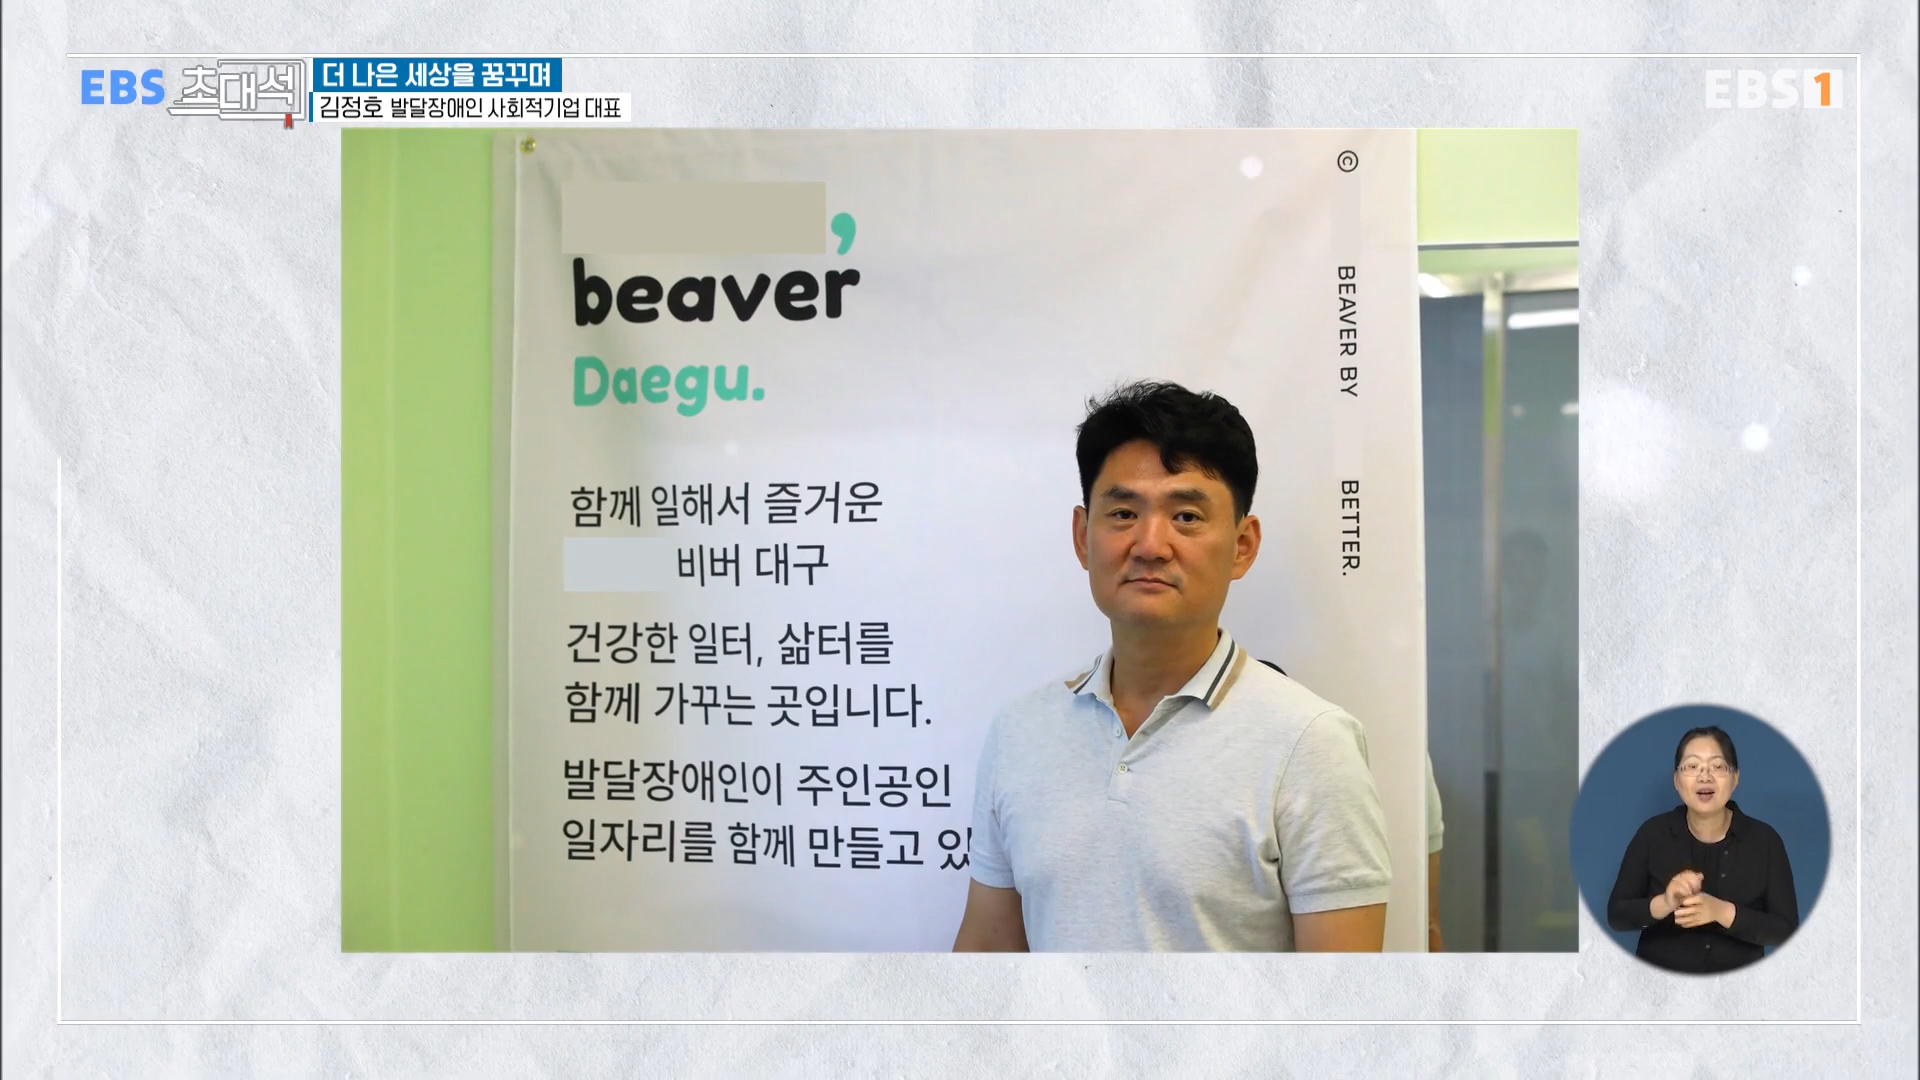 EBS 초대석
더 나은 세상을 꿈꾸며
김정호 발달장애인 사회적기업 대표
EBS1
,
beaver
Daegu.
함께 일해서 즐거운
비버 대구
건강한 일터, 삶터를
함께 가꾸는 곳입니다.
발달장애인이 주인공인
일자리를 함께 만들고 있
©
BEAVER BY
BETTER.